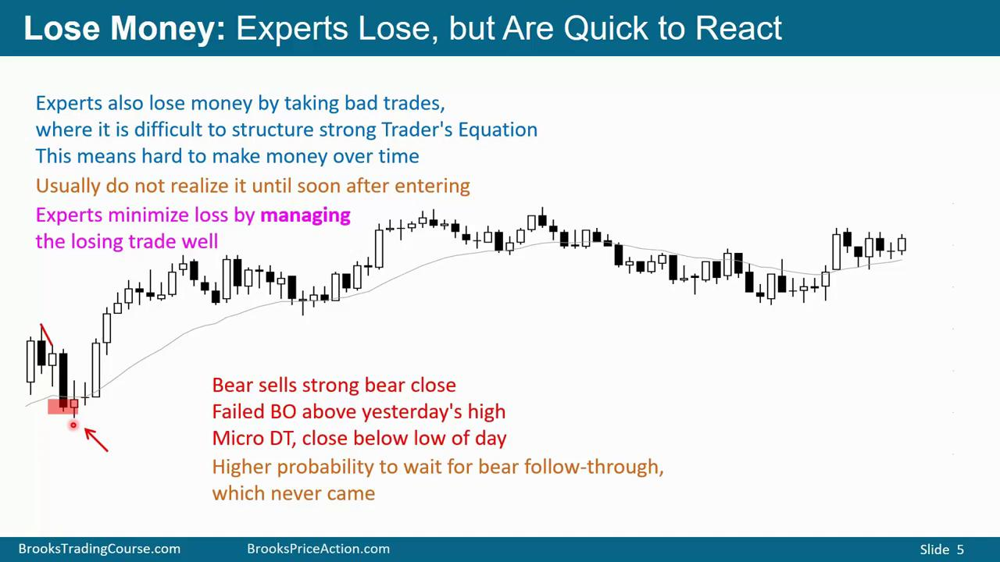 Lose Money: Experts Lose, but Are Quick to React
Experts also lose money by taking bad trades,
where it is difficult to structure strong Trader's Equation
This means hard to make money over time
Usually do not realize it until soon after entering
Experts minimize loss by managing
the losing trade well
Bear sells strong bear close
Failed BO above yesterday's high
Micro DT, close below low of day
Higher probability to wait for bear follow-through,
which never came
BrooksTradingCourse.com
BrooksPriceAction.com
Slide 5